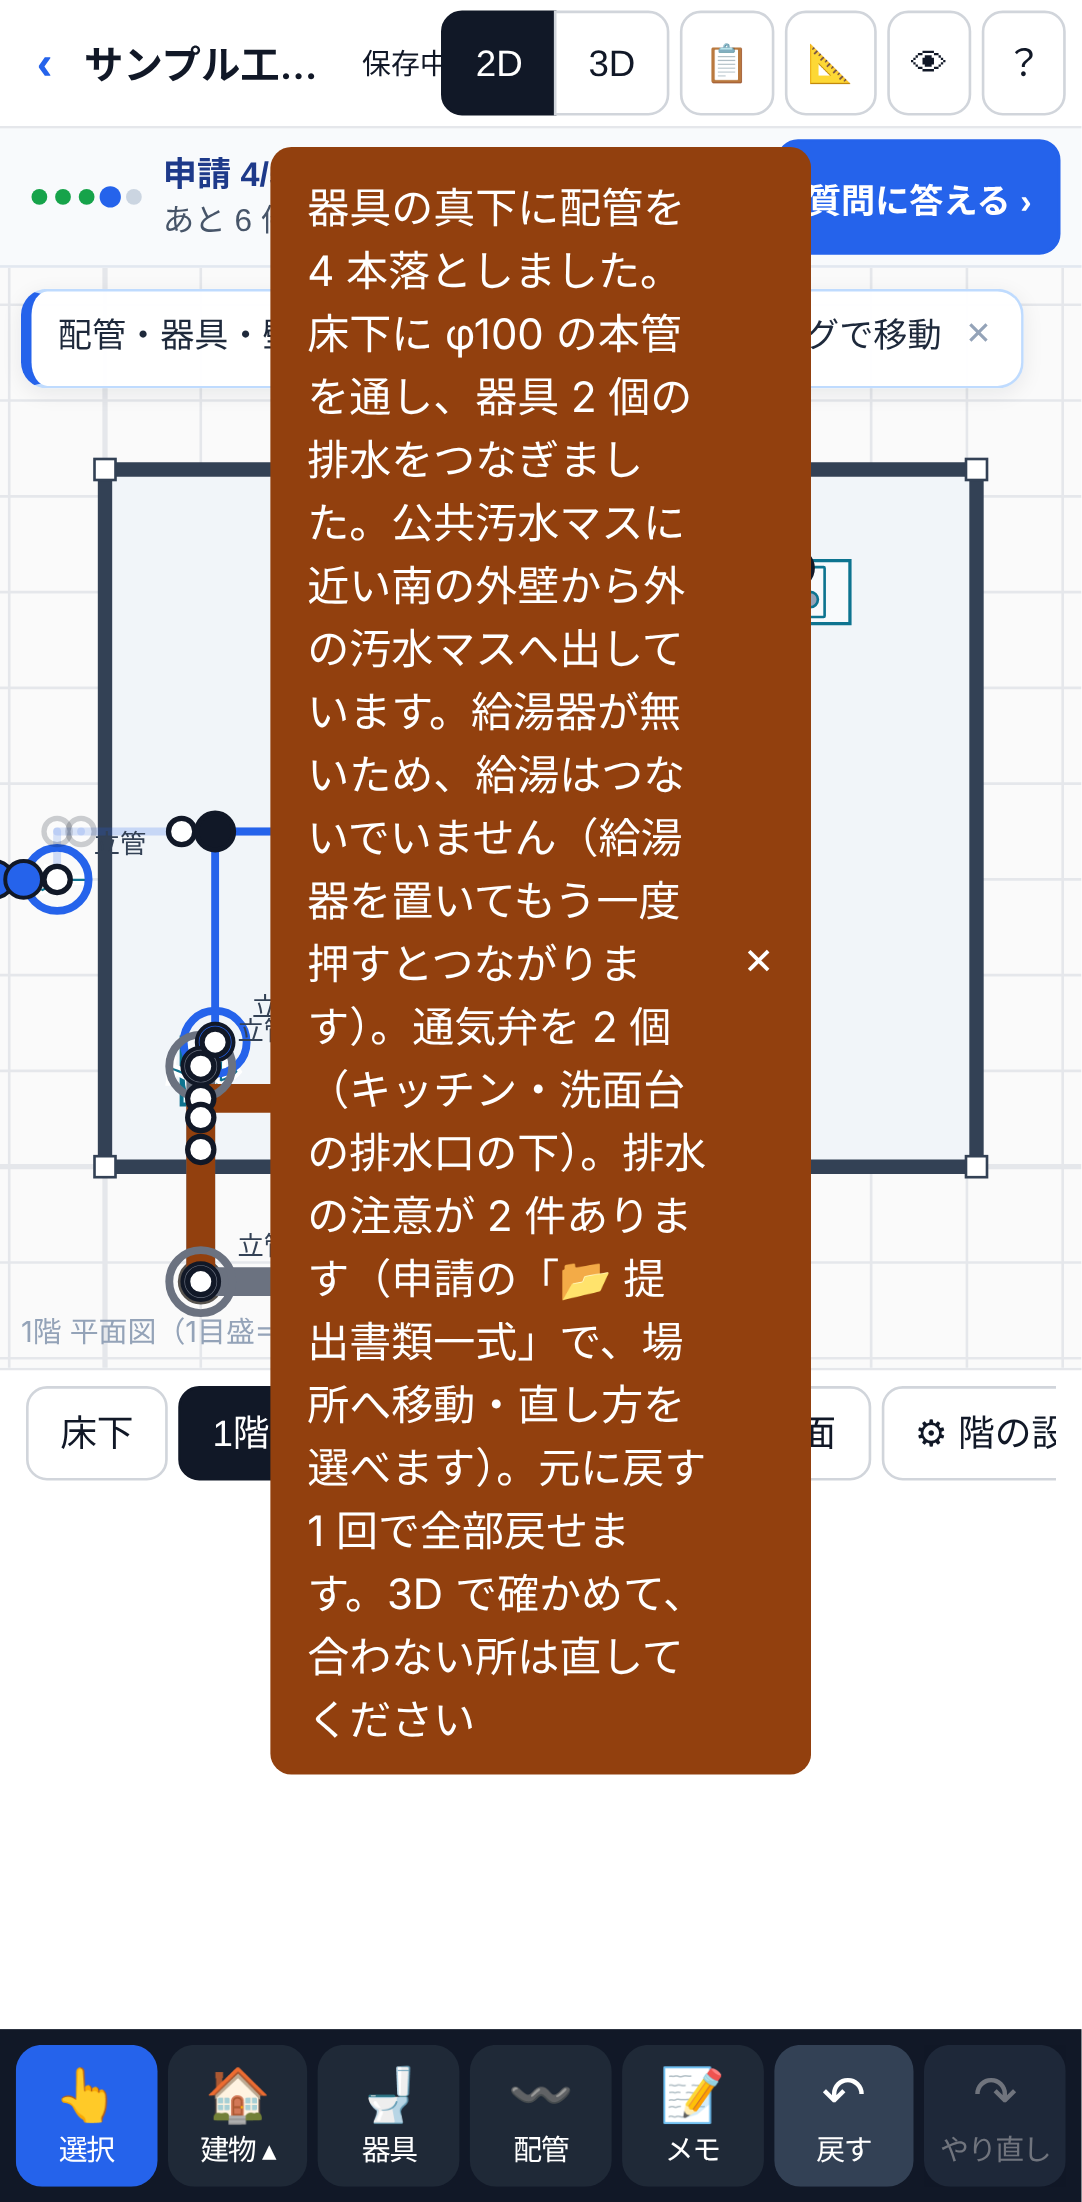 ‹ サンプル工… 保存中 2D 3D ?
申請 4/
あと 6 個
質問に答える ›
配管・器具・壁 グで移動 ×
器具の真下に配管を
4 本落としました。
床下に φ100 の本管
を通し、器具 2 個の
排水をつなぎまし
た。公共汚水マスに
近い南の外壁から外
の汚水マスへ出して
います。給湯器が無
いため、給湯はつな
いでいません（給湯
器を置いてもう一度
押すとつながりま
す）。通気弁を 2 個
（キッチン・洗面台
の排水口の下）。排水
の注意が 2 件ありま
す（申請の「📂 提
出書類一式」で、場
所へ移動・直し方を
選べます）。元に戻す
1 回で全部戻せま
す。3D で確かめて、
合わない所は直して
ください
×
立管
立
立管
立管
1階 平面図（1目盛=
床下 1階 面 ⚙ 階の設
選択 建物▲ 器具 配管 メモ 戻す やり直し